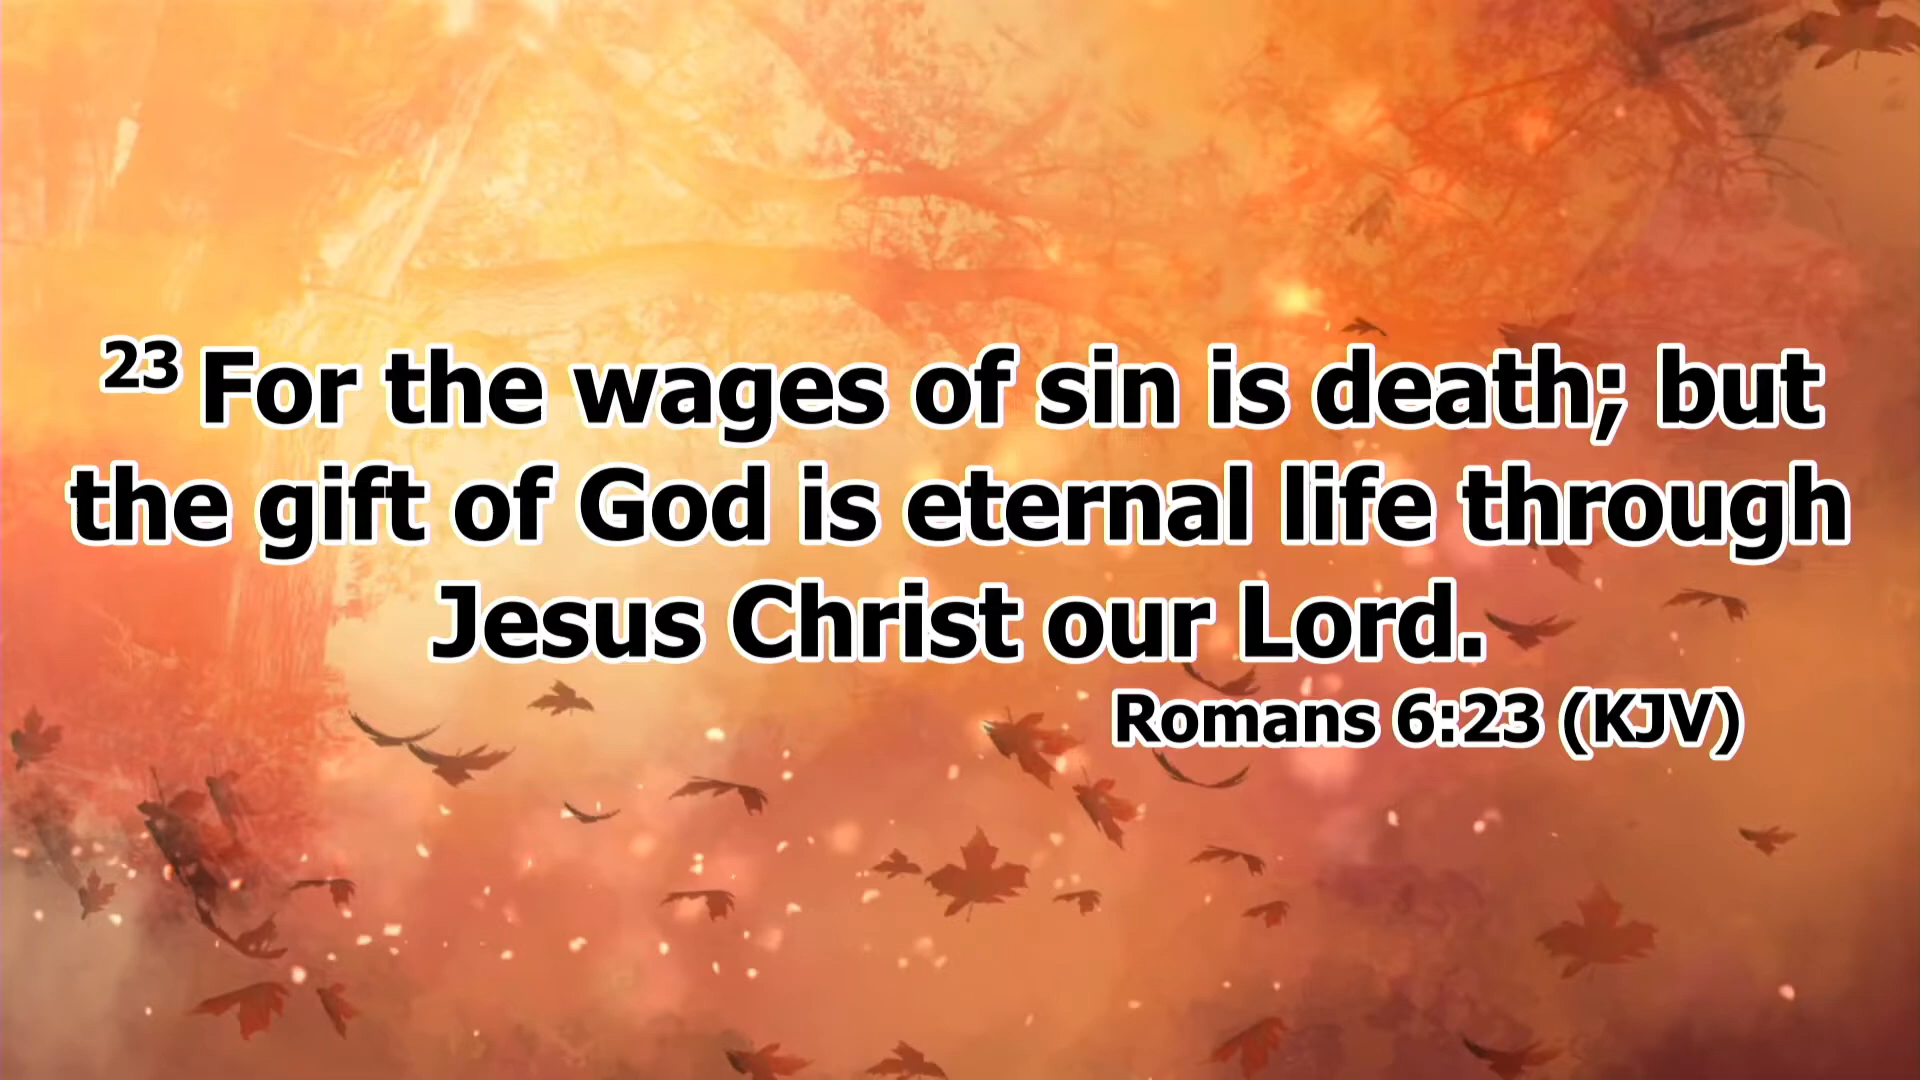 23 For the wages of sin is death; but
the gift of God is eternal life through
Jesus Christ our Lord.
Romans 6:23 (KJV)